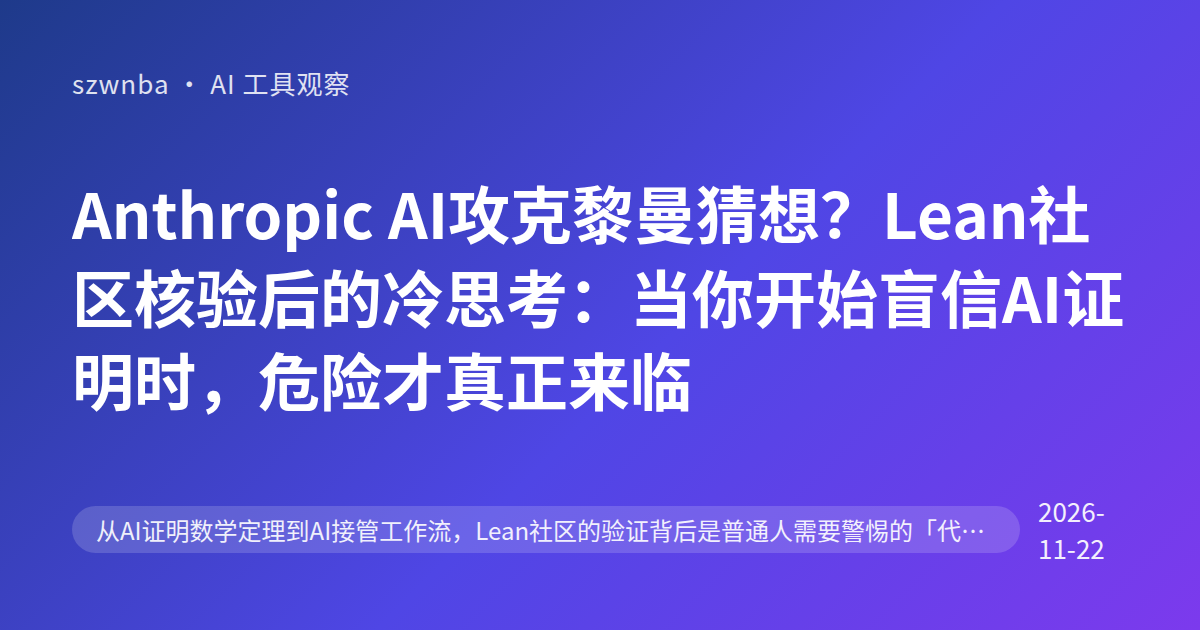 szwnba · AI 工具观察
Anthropic AI攻克黎曼猜想？Lean社
区核验后的冷思考：当你开始盲信AI证
明时，危险才真正来临
从AI证明数学定理到AI接管工作流，Lean社区的验证背后是普通人需要警惕的「代…
2026-
11-22